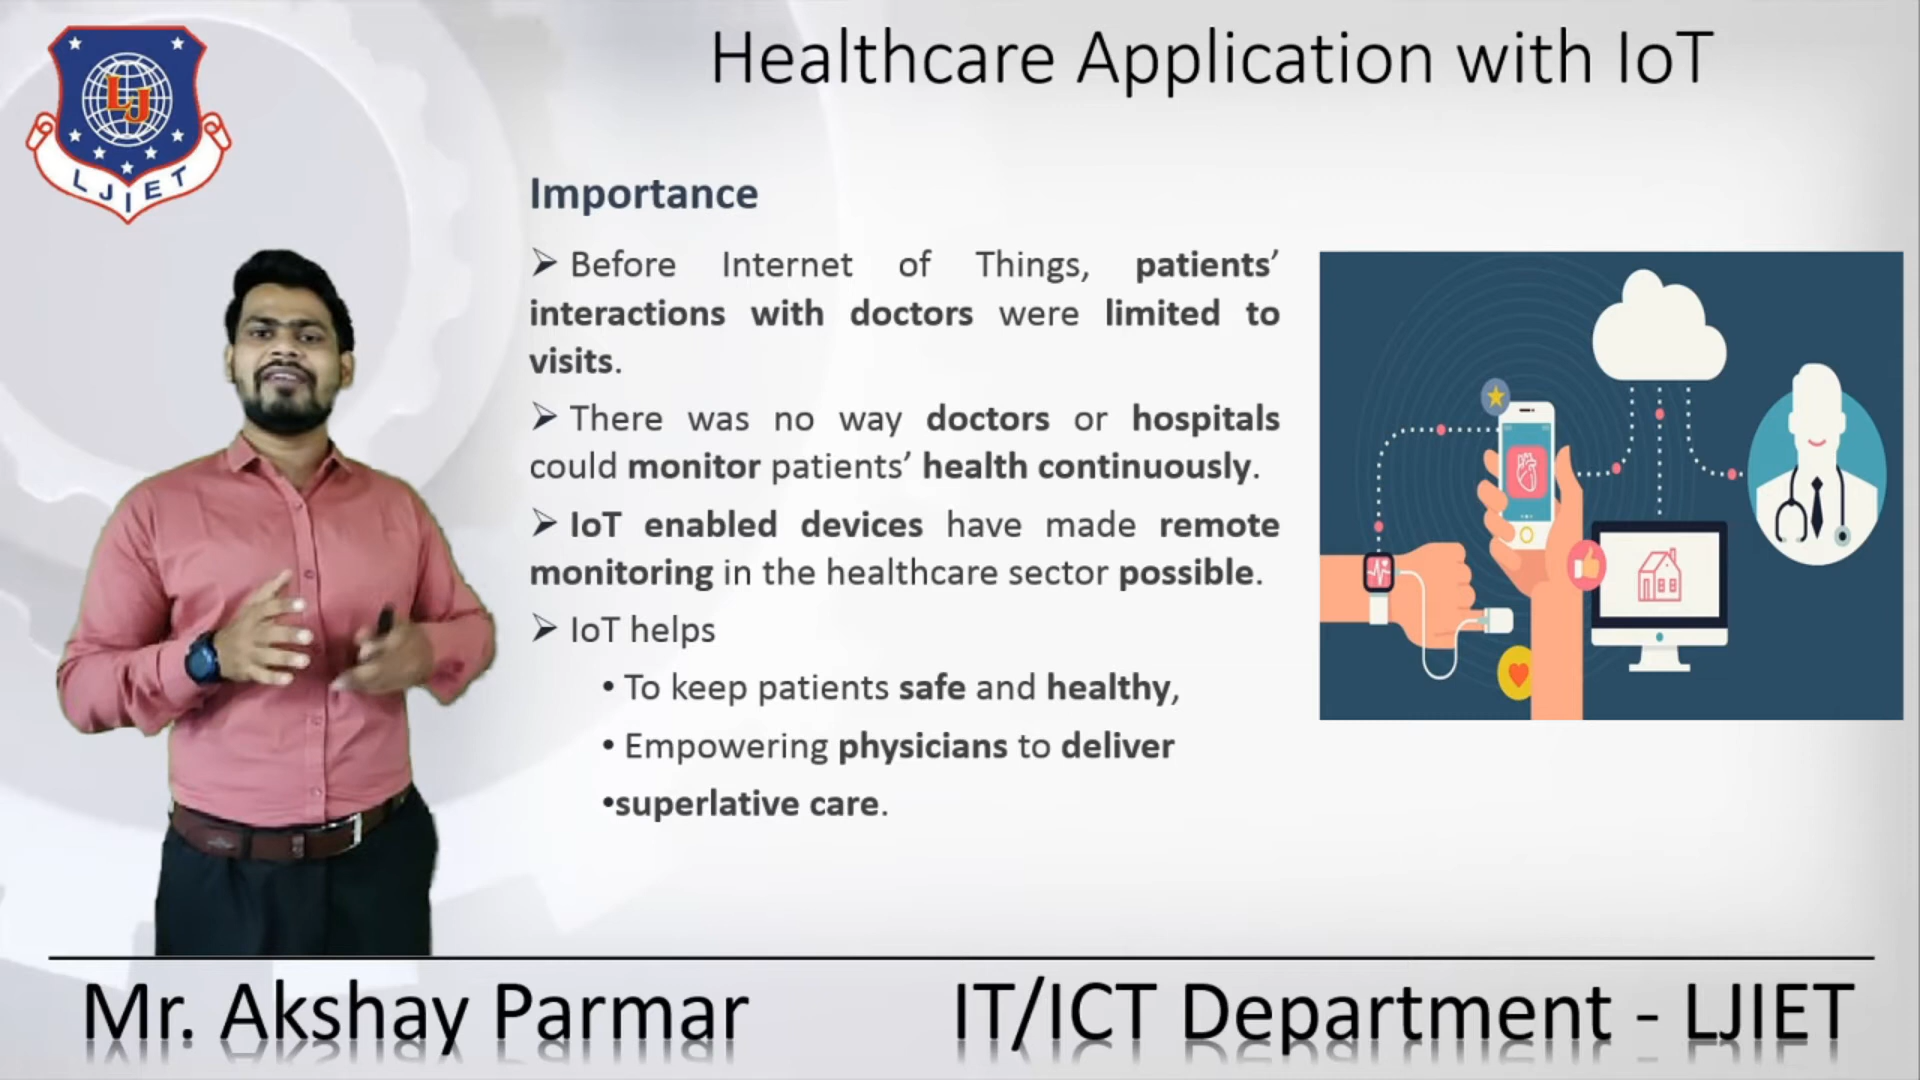 Healthcare Application with IoT
LJ
LJIET
Importance
➢ Before Internet of Things, patients’
interactions with doctors were limited to
visits.
➢ There was no way doctors or hospitals
could monitor patients’ health continuously.
➢ IoT enabled devices have made remote
monitoring in the healthcare sector possible.
➢ IoT helps
• To keep patients safe and healthy,
• Empowering physicians to deliver
•superlative care.
Mr. Akshay Parmar
IT/ICT Department - LJIET